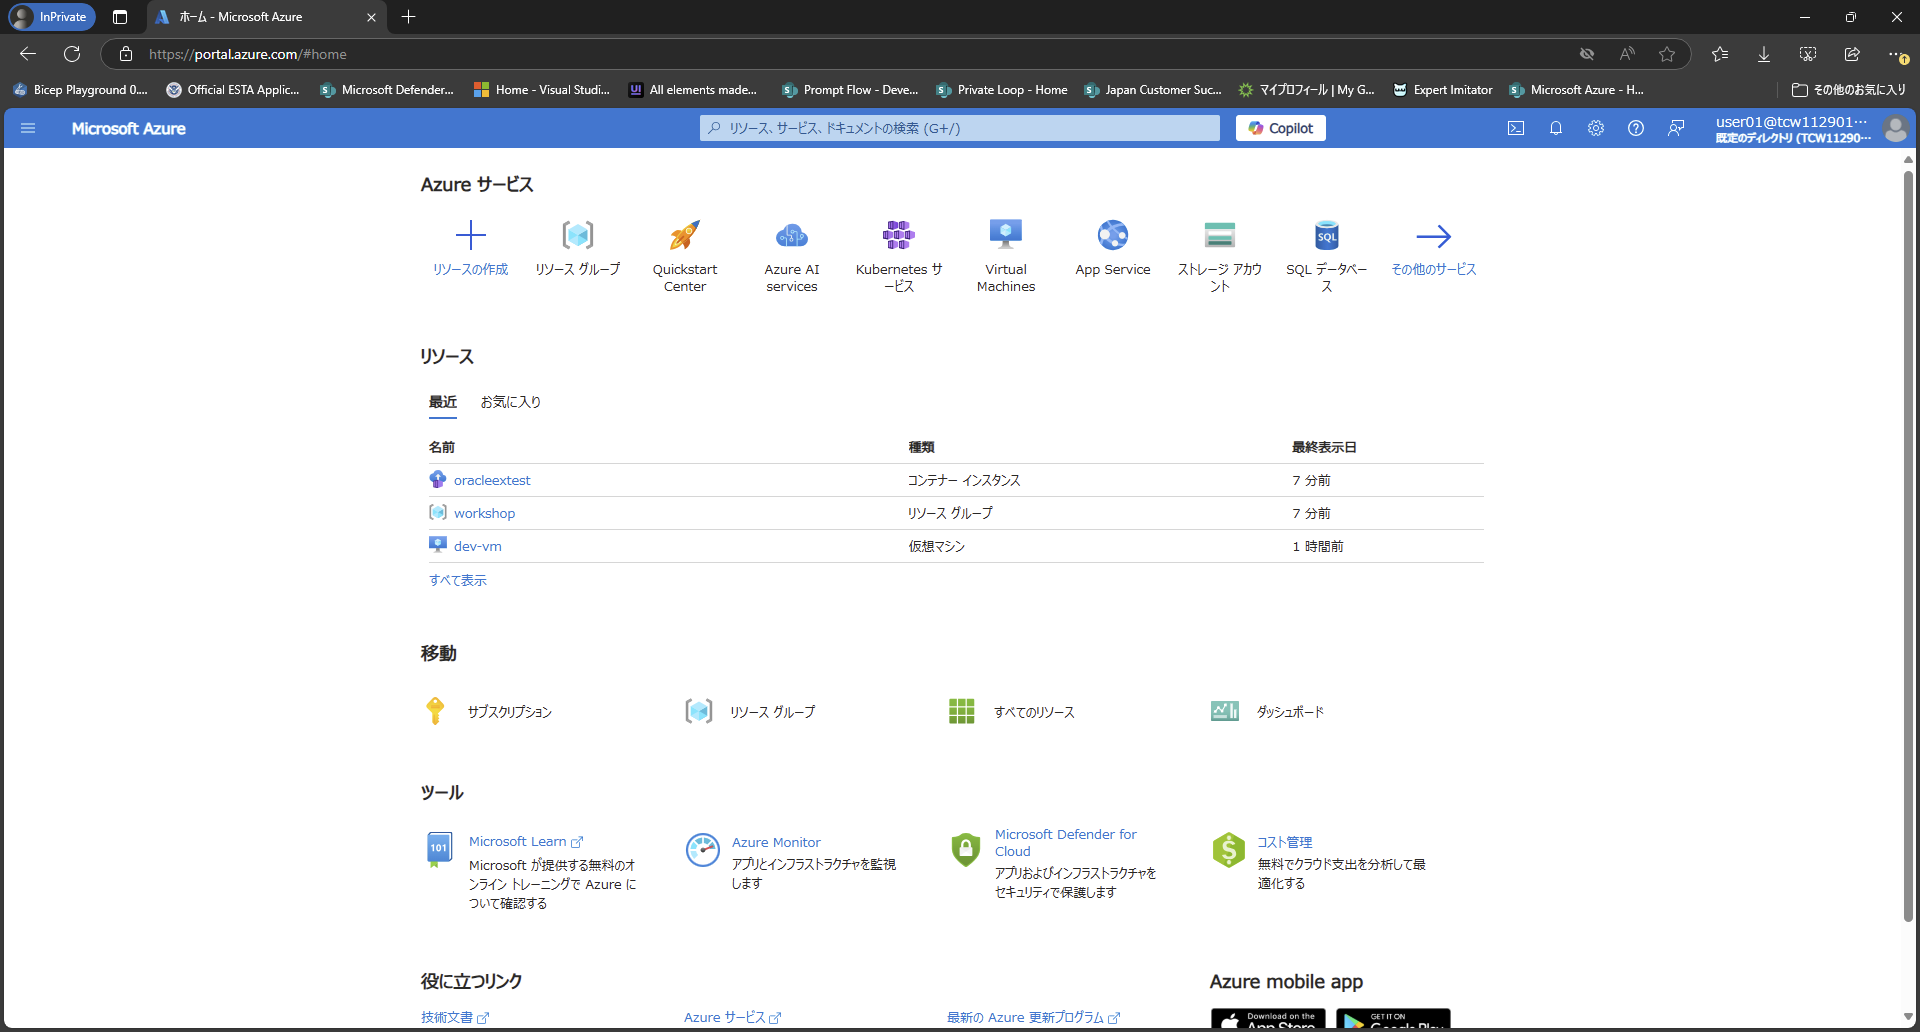 InPrivate
ホーム - Microsoft Azure
https://portal.azure.com/#home
Bicep Playground 0....
Official ESTA Applic...
Microsoft Defender...
Home - Visual Studi...
All elements made...
Prompt Flow - Deve...
Private Loop - Home
Japan Customer Suc...
マイプロフィール | My G...
Expert Imitator
Microsoft Azure - H...
その他のお気に入り
Microsoft Azure
リソース、サービス、ドキュメントの検索 (G+/)
Copilot
user01@tcw112901...
既定のディレクトリ (TCW11290...
Azure サービス
リソースの作成
リソース グループ
Quickstart
Center
Azure AI
services
Kubernetes サ
ービス
Virtual
Machines
App Service
ストレージ アカウ
ント
SQL データベー
ス
その他のサービス
SQL
リソース
最近
お気に入り
名前
種類
最終表示日
oracleextest
コンテナー インスタンス
7 分前
workshop
リソース グループ
7 分前
dev-vm
仮想マシン
1 時間前
すべて表示
移動
サブスクリプション
リソース グループ
すべてのリソース
ダッシュボード
ツール
101
Microsoft Learn
Microsoft が提供する無料のオ
ンライン トレーニングで Azure に
ついて確認する
Azure Monitor
アプリとインフラストラクチャを監視
します
Microsoft Defender for
Cloud
アプリおよびインフラストラクチャを
セキュリティで保護します
コスト管理
無料でクラウド支出を分析して最
適化する
役に立つリンク
Azure mobile app
技術文書
Azure サービス
最新の Azure 更新プログラム
Download on the
App Store
GET IT ON
Google Play